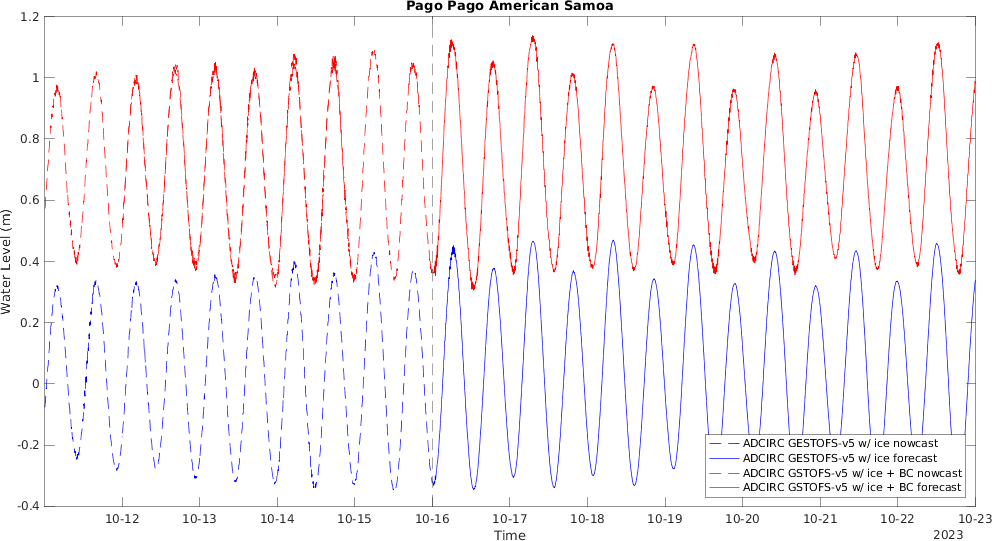 Pago Pago American Samoa
1.2
1
0.8
0.6
0.4
0.2
0
-0.2
-0.4
Water Level (m)
ADCIRC GESTOFS-v5 w/ ice nowcast
ADCIRC GESTOFS-v5 w/ ice forecast
ADCIRC GSTOFS-v5 w/ ice + BC nowcast
ADCIRC GSTOFS-v5 w/ ice + BC forecast
10-12 10-13 10-14 10-15 10-16 10-17 10-18 10-19 10-20 10-21 10-22 10-23
Time
2023